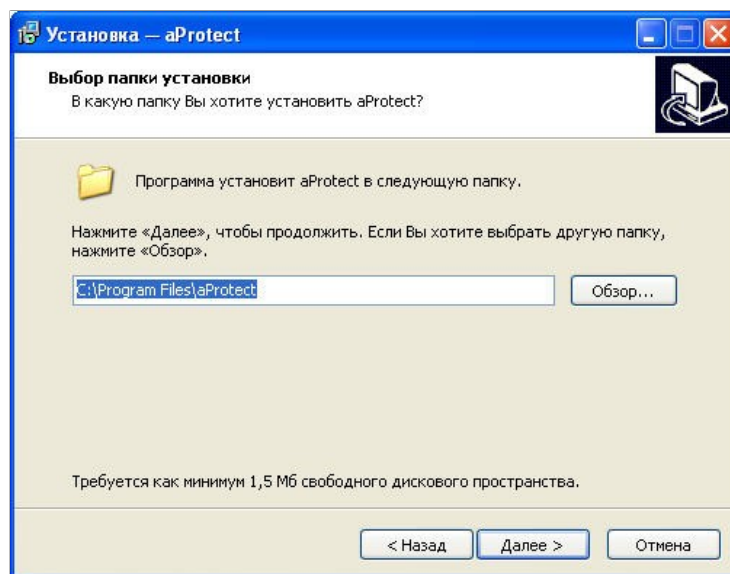 Установка — aProtect
Выбор папки установки
В какую папку Вы хотите установить aProtect?
Программа установит aProtect в следующую папку.
Нажмите «Далее», чтобы продолжить. Если Вы хотите выбрать другую папку,
нажмите «Обзор».
C:\Program Files\aProtect
Обзор...
Требуется как минимум 1,5 Мб свободного дискового пространства.
< Назад
Далее >
Отмена